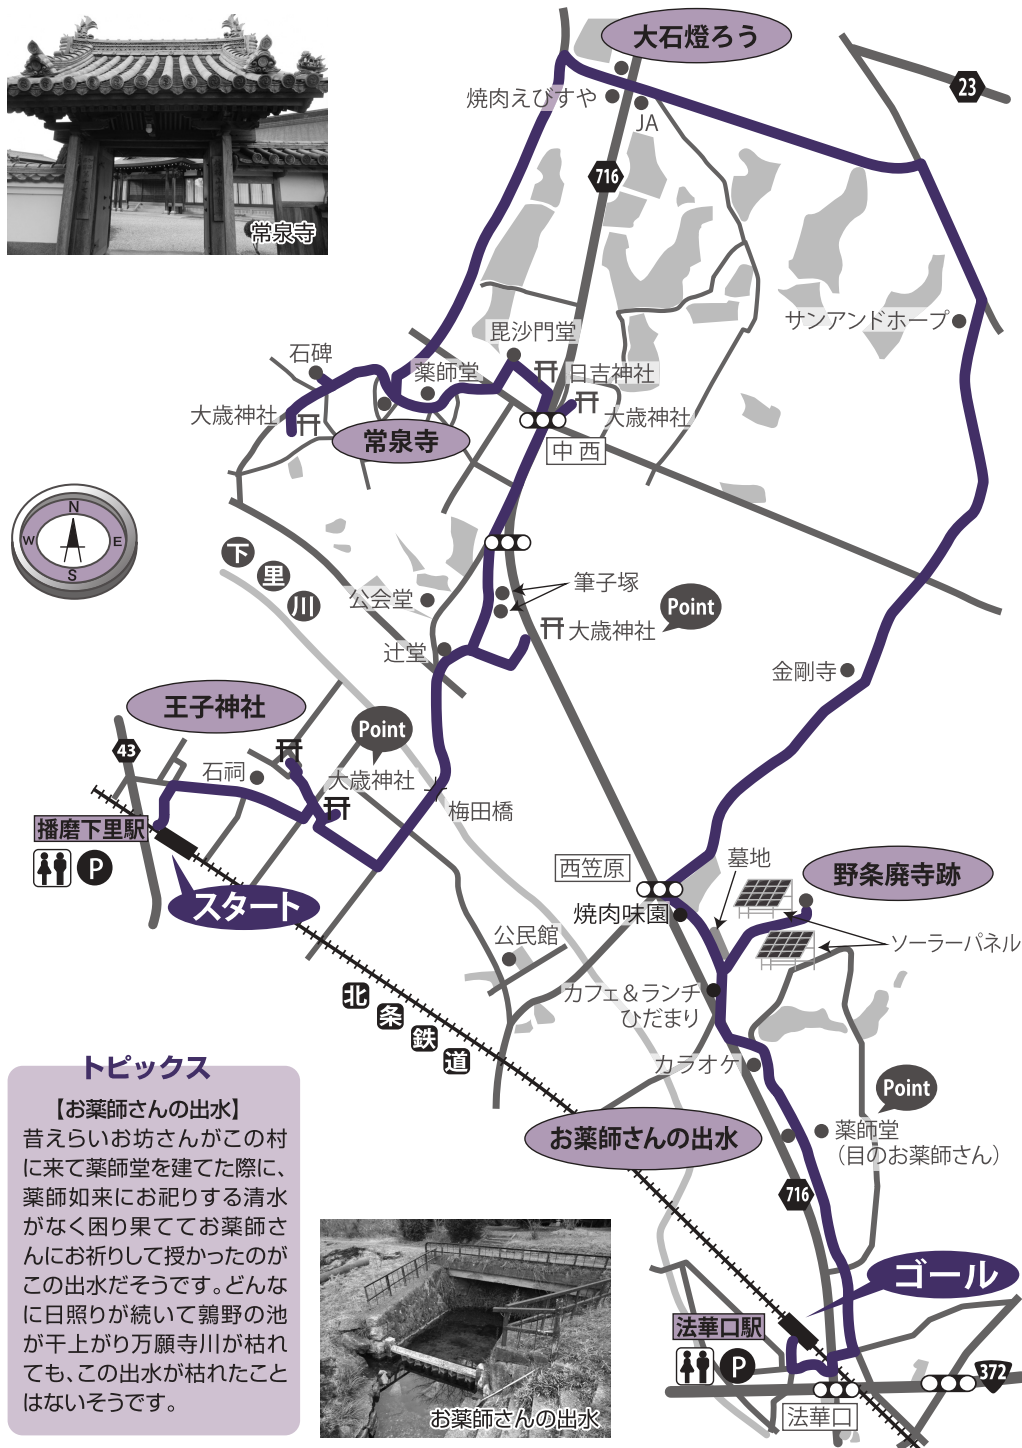 大石燈ろう
23
焼肉えびすや
JA
716
常泉寺
サンアンドホープ
毘沙門堂
石碑
薬師堂
日吉神社
大歳神社
大歳神社
常泉寺
中西
N
W
E
S
下里川
公会堂
筆子塚
Point
大歳神社
辻堂
金剛寺
王子神社
Point
43
石祠
大歳神社
梅田橋
播磨下里駅
P
スタート
西笠原
墓地
野条廃寺跡
焼肉味園
ソーラーパネル
公民館
カフェ＆ランチ
ひだまり
北条鉄道
カラオケ
Point
お薬師さんの出水
薬師堂
（目のお薬師さん）
716
トピックス
【お薬師さんの出水】
昔えらいお坊さんがこの村
に来て薬師堂を建てた際に、
薬師如来にお祀りする清水
がなく困り果ててお薬師さ
んにお祈りして授かったのが
この出水だそうです。どんな
に日照りが続いて鶉野の池
が干上がり万願寺川が枯れ
ても、この出水が枯れたこと
はないそうです。
お薬師さんの出水
ゴール
法華口駅
P
372
法華口